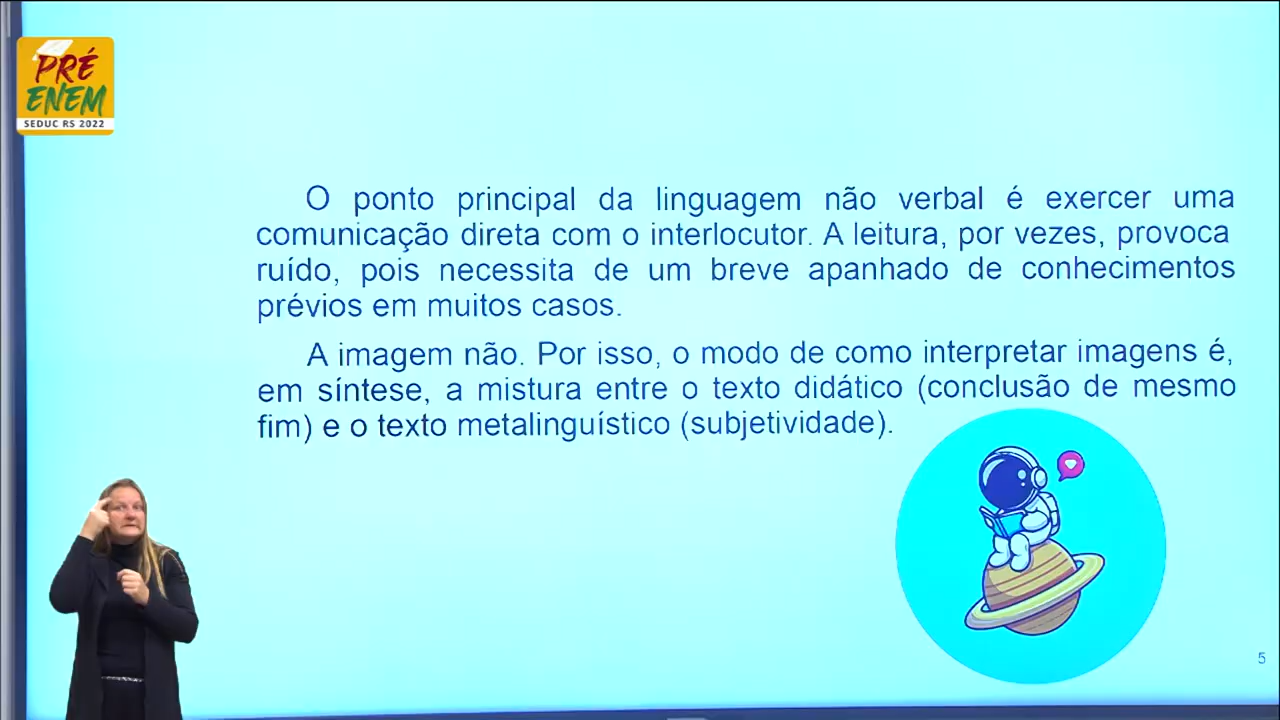 PRÉ
ENEM
SEDUC RS 2022
O ponto principal da linguagem não verbal é exercer uma
comunicação direta com o interlocutor. A leitura, por vezes, provoca
ruído, pois necessita de um breve apanhado de conhecimentos
prévios em muitos casos.
A imagem não. Por isso, o modo de como interpretar imagens é,
em síntese, a mistura entre o texto didático (conclusão de mesmo
fim) e o texto metalinguístico (subjetividade).
5